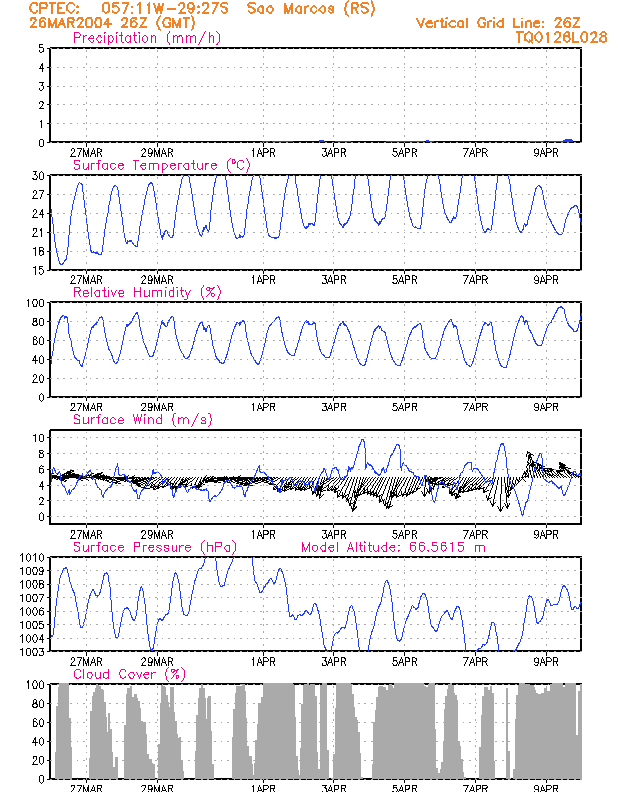 CPTEC: 057:11W-29:27S Sao Marcos (RS)
26MAR2004 26Z (GMT) Vertical Grid Line: 26Z
Precipitation (mm/h) TQ0126L028
5
4
3
2
1
0
27MAR 29MAR 1APR 3APR 5APR 7APR 9APR
Surface Temperature (ºC)
30
27
24
21
18
15
27MAR 29MAR 1APR 3APR 5APR 7APR 9APR
Relative Humidity (%)
100
80
60
40
20
0
27MAR 29MAR 1APR 3APR 5APR 7APR 9APR
Surface Wind (m/s)
10
8
6
4
2
0
27MAR 29MAR 1APR 3APR 5APR 7APR 9APR
Surface Pressure (hPa) Model Altitude: 66.5615 m
1010
1009
1008
1007
1006
1005
1004
1003
27MAR 29MAR 1APR 3APR 5APR 7APR 9APR
Cloud Cover (%)
100
80
60
40
20
0
27MAR 29MAR 1APR 3APR 5APR 7APR 9APR